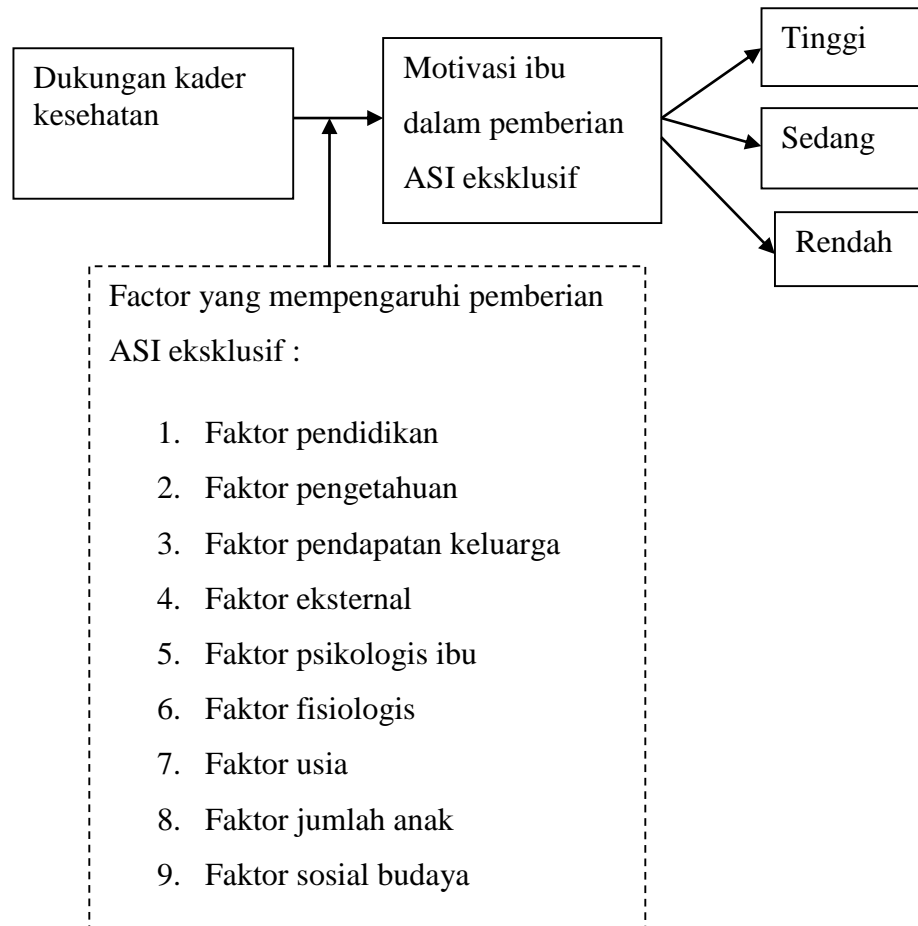 Dukungan kader
kesehatan
Motivasi ibu
dalam pemberian
ASI eksklusif
Tinggi
Sedang
Rendah
Factor yang mempengaruhi pemberian
ASI eksklusif :
1. Faktor pendidikan
2. Faktor pengetahuan
3. Faktor pendapatan keluarga
4. Faktor eksternal
5. Faktor psikologis ibu
6. Faktor fisiologis
7. Faktor usia
8. Faktor jumlah anak
9. Faktor sosial budaya